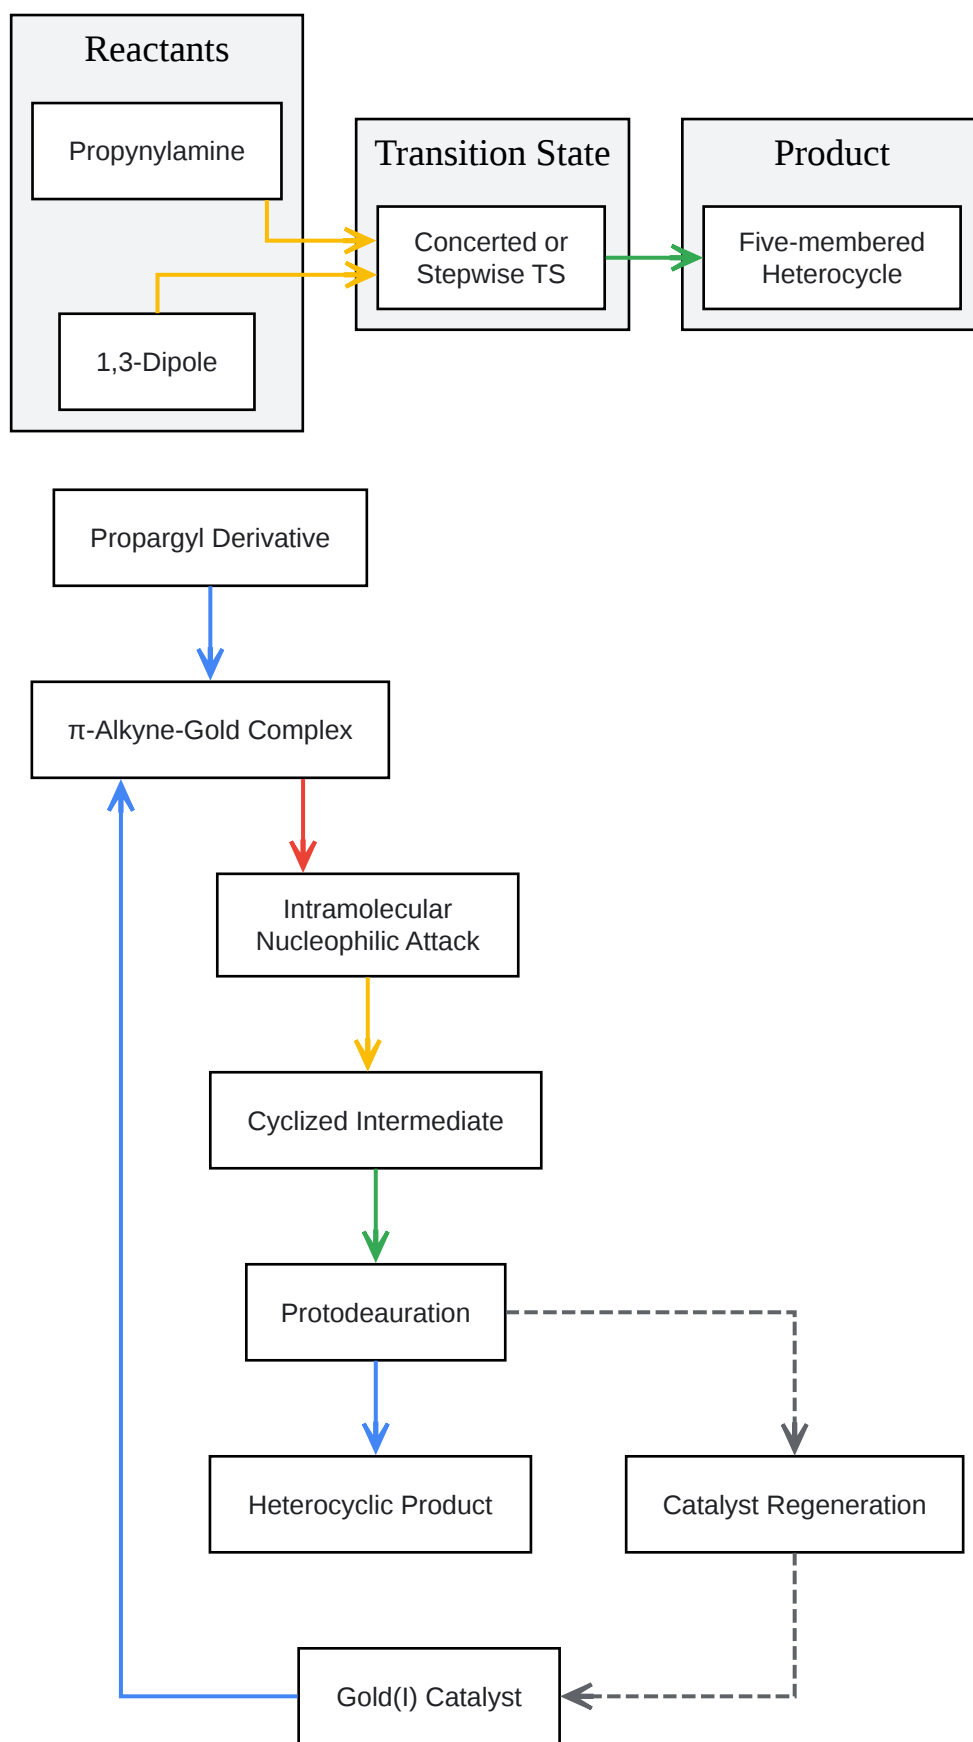 Reactants
Propynylamine
1,3-Dipole
Transition State
Concerted or
Stepwise TS
Product
Five-membered
Heterocycle
Propargyl Derivative
π-Alkyne-Gold Complex
Intramolecular
Nucleophilic Attack
Cyclized Intermediate
Protodeauration
Heterocyclic Product
Catalyst Regeneration
Gold(I) Catalyst